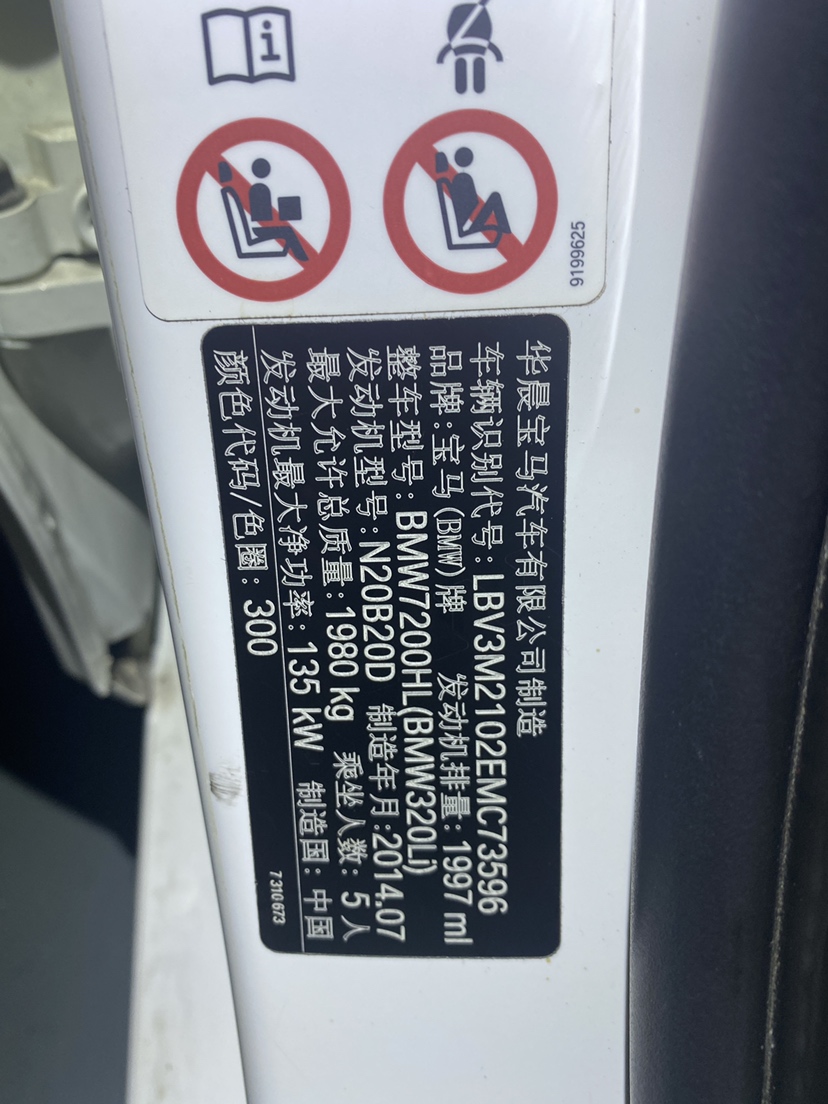 9199625
华晨宝马汽车有限公司制造
车辆识别代号:LBV3M2102EMC73596
品牌:宝马(BMW)牌 发动机排量:1997 ml
整车型号:BMW7200HL(BMW320Li)
发动机型号:N20B20D 制造年月:2014.07
最大允许总质量:1980 kg 乘坐人数:5人
发动机最大净功率:135 kW 制造国:中国
颜色代码/色圈:300
7 310 673